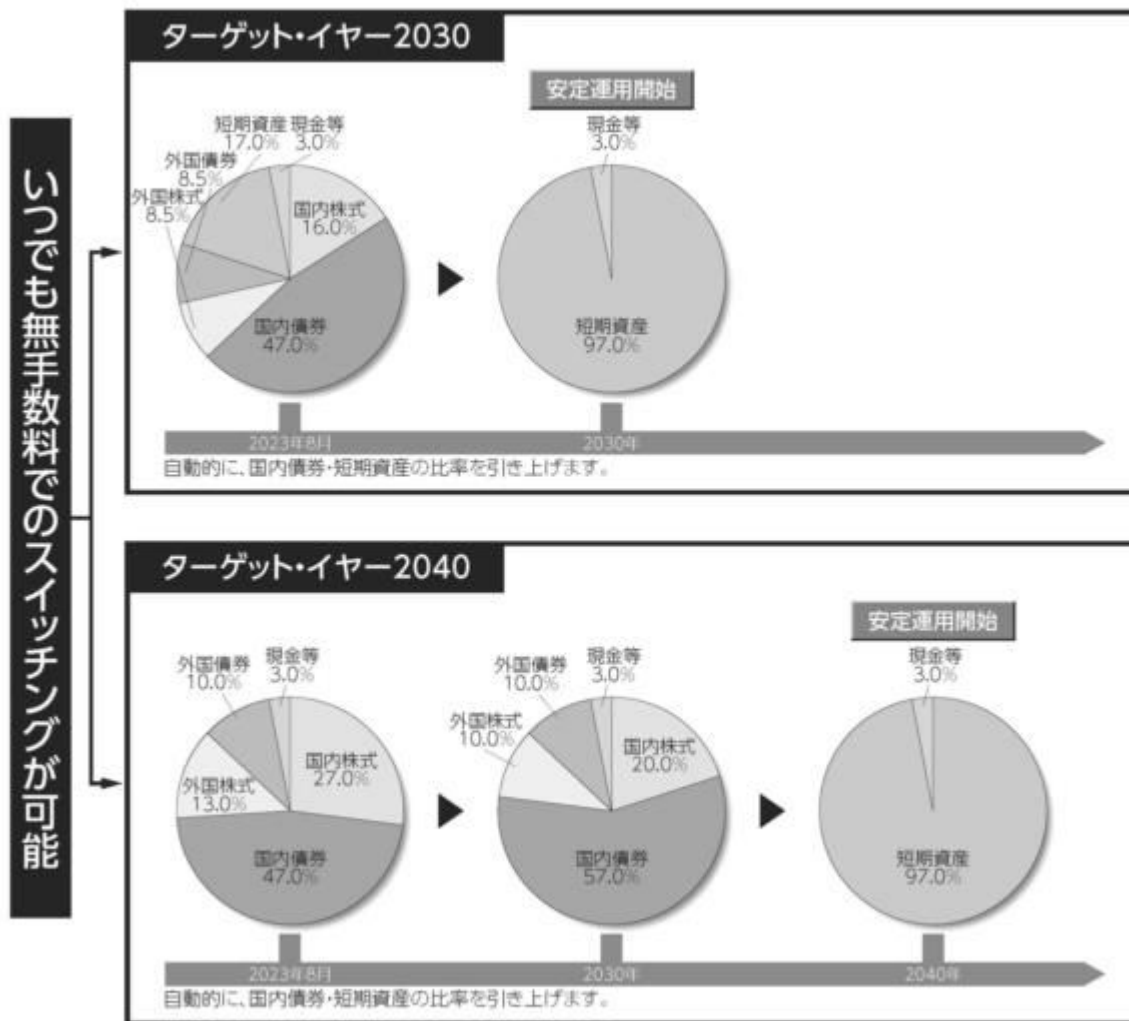 いつでも無手数料でのスイッチングが可能
ターゲット・イヤー2030
安定運用開始
短期資産
17.0%
現金等
3.0%
外国債券
8.5%
外国株式
8.5%
国内株式
16.0%
国内債券
47.0%
現金等
3.0%
短期資産
97.0%
2023年8月
2030年
自動的に、国内債券・短期資産の比率を引き上げます。
ターゲット・イヤー2040
安定運用開始
外国債券
10.0%
現金等
3.0%
国内株式
27.0%
外国株式
13.0%
国内債券
47.0%
外国債券
10.0%
現金等
3.0%
外国株式
10.0%
国内株式
20.0%
国内債券
57.0%
現金等
3.0%
短期資産
97.0%
2023年8月
2030年
2040年
自動的に、国内債券・短期資産の比率を引き上げます。